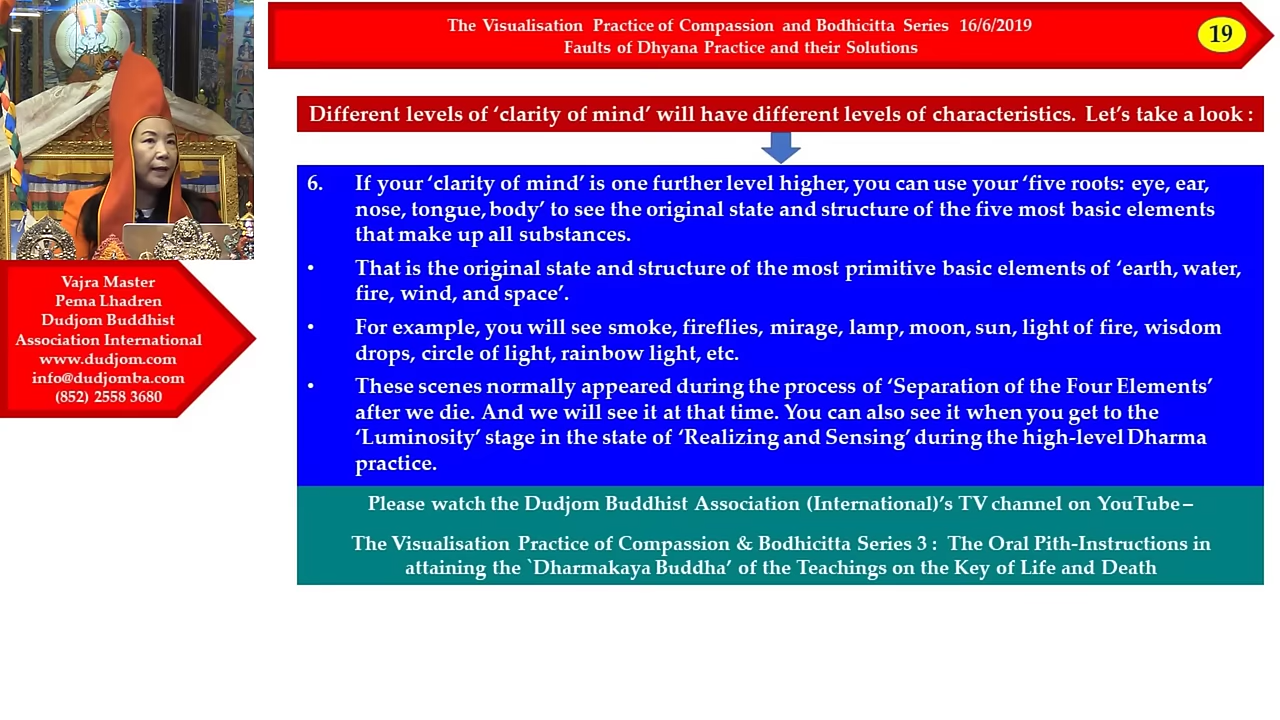 The Visualisation Practice of Compassion and Bodhicitta Series 16/6/2019
Faults of Dhyana Practice and their Solutions
19
Different levels of ‘clarity of mind’ will have different levels of characteristics. Let’s take a look :
6. If your ‘clarity of mind’ is one further level higher, you can use your ‘five roots: eye, ear,
nose, tongue, body’ to see the original state and structure of the five most basic elements
that make up all substances.
• That is the original state and structure of the most primitive basic elements of ‘earth, water,
fire, wind, and space’.
• For example, you will see smoke, fireflies, mirage, lamp, moon, sun, light of fire, wisdom
drops, circle of light, rainbow light, etc.
• These scenes normally appeared during the process of ‘Separation of the Four Elements’
after we die. And we will see it at that time. You can also see it when you get to the
‘Luminosity’ stage in the state of ‘Realizing and Sensing’ during the high-level Dharma
practice.
Please watch the Dudjom Buddhist Association (International)’s TV channel on YouTube –
The Visualisation Practice of Compassion & Bodhicitta Series 3 : The Oral Pith-Instructions in
attaining the `Dharmakaya Buddha’ of the Teachings on the Key of Life and Death
Vajra Master
Pema Lhadren
Dudjom Buddhist
Association International
www.dudjom.com
info@dudjomba.com
(852) 2558 3680